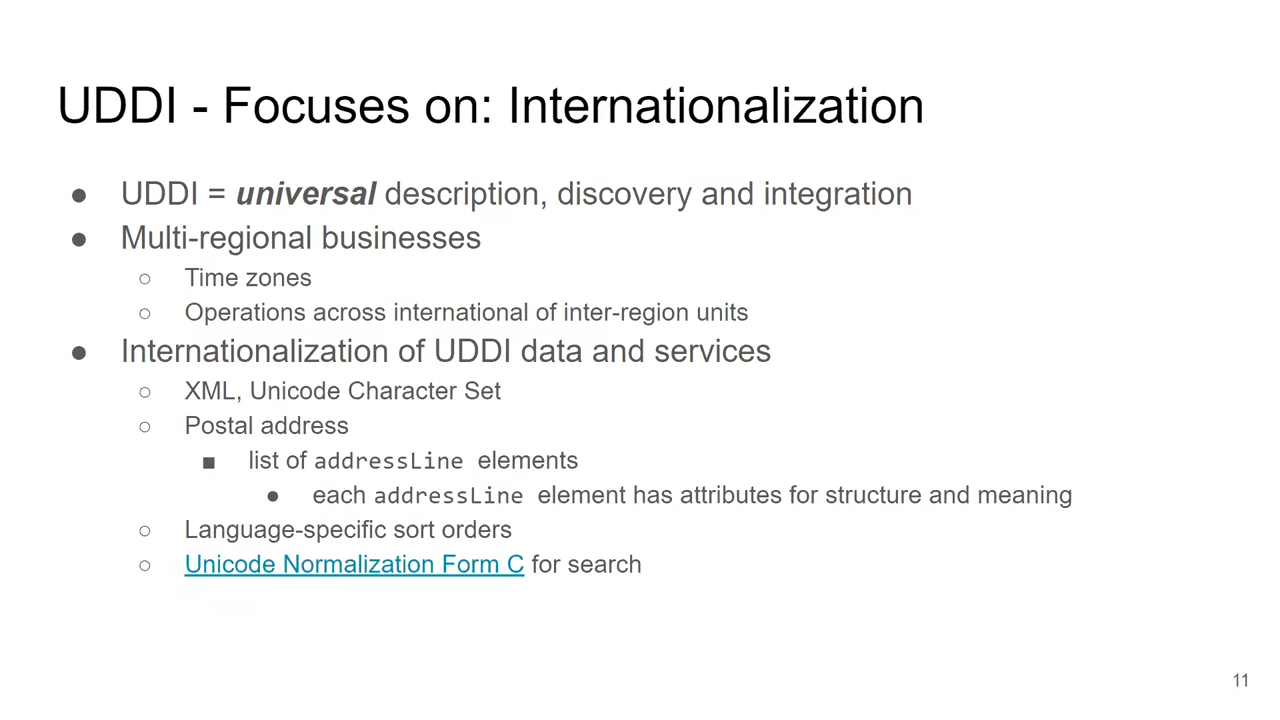 UDDI - Focuses on: Internationalization
● UDDI = universal description, discovery and integration
● Multi-regional businesses
○ Time zones
○ Operations across international of inter-region units
● Internationalization of UDDI data and services
○ XML, Unicode Character Set
○ Postal address
■ list of addressLine elements
● each addressLine element has attributes for structure and meaning
○ Language-specific sort orders
○ Unicode Normalization Form C for search
11